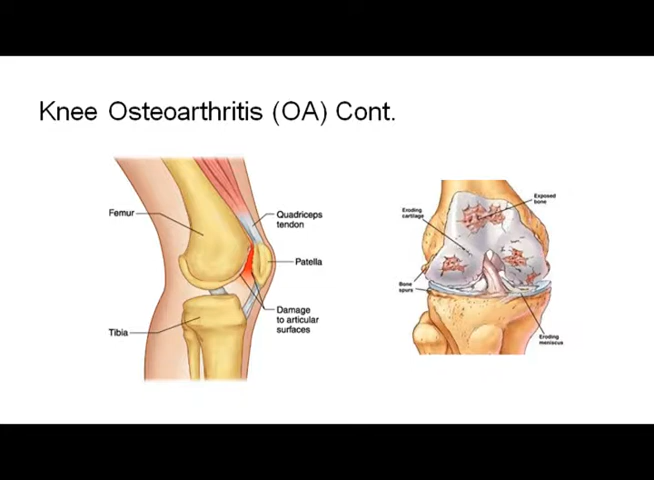 Knee Osteoarthritis (OA) Cont.
Femur
Quadriceps
tendon
Patella
Damage
to articular
surfaces
Tibia
Exposed
bone
Eroding
cartilage
Bone
spurs
Eroding
meniscus